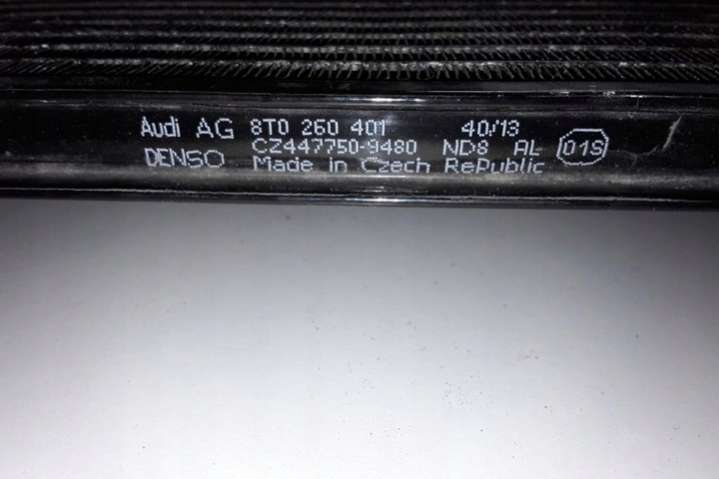 Audi AG 8T0 260 401 40/13
DENSO CZ447750-9480 ND8 AL 01S
Made in Czech RePublic